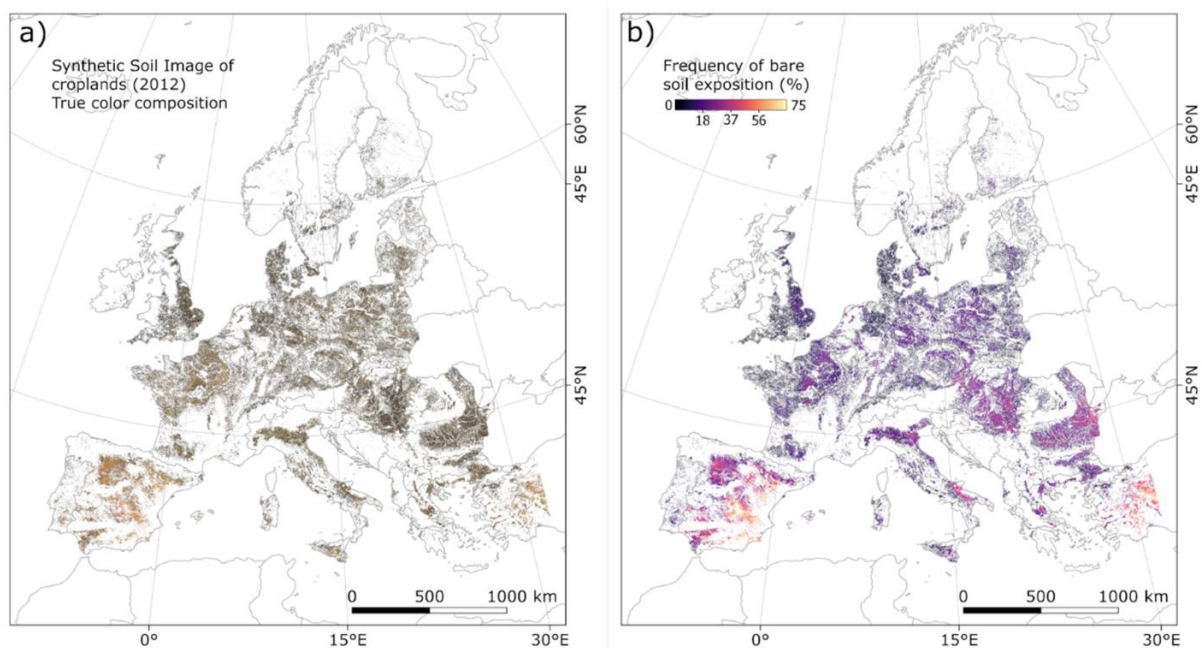 a)
Synthetic Soil Image of
croplands (2012)
True color composition
60°N
45°E
45°N
0 500 1000 km
0° 15°E 30°E
b)
Frequency of bare
soil exposition (%)
0 75
18 37 56
60°N
45°E
45°N
0 500 1000 km
0° 15°E 30°E